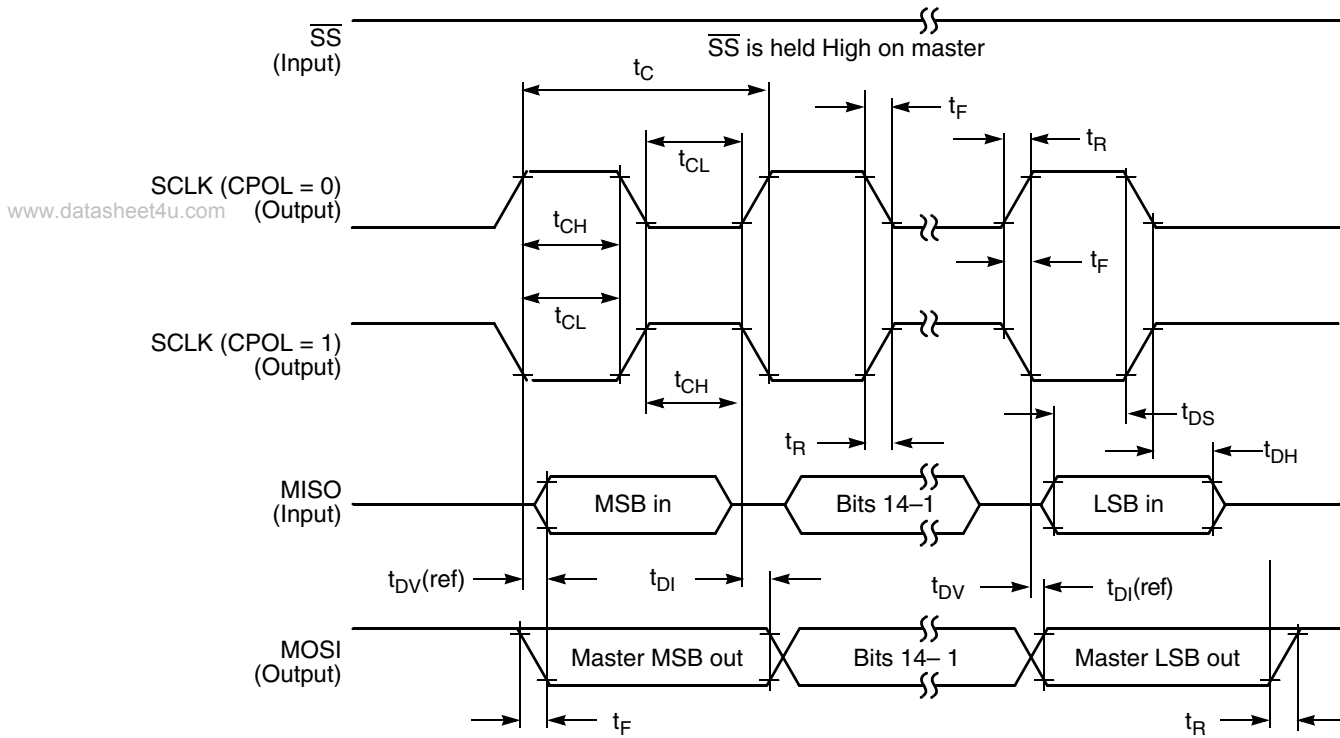 SS
(Input)
SS is held High on master
tC
tF
tR
tCL
SCLK (CPOL = 0)
(Output)
www.datasheet4u.com
tCH
tF
tCL
SCLK (CPOL = 1)
(Output)
tCH
tDS
tR
tDH
MISO
(Input)
MSB in
Bits 14–1
LSB in
tDV(ref)
tDI
tDV
tDI(ref)
MOSI
(Output)
Master MSB out
Bits 14– 1
Master LSB out
tF
tR